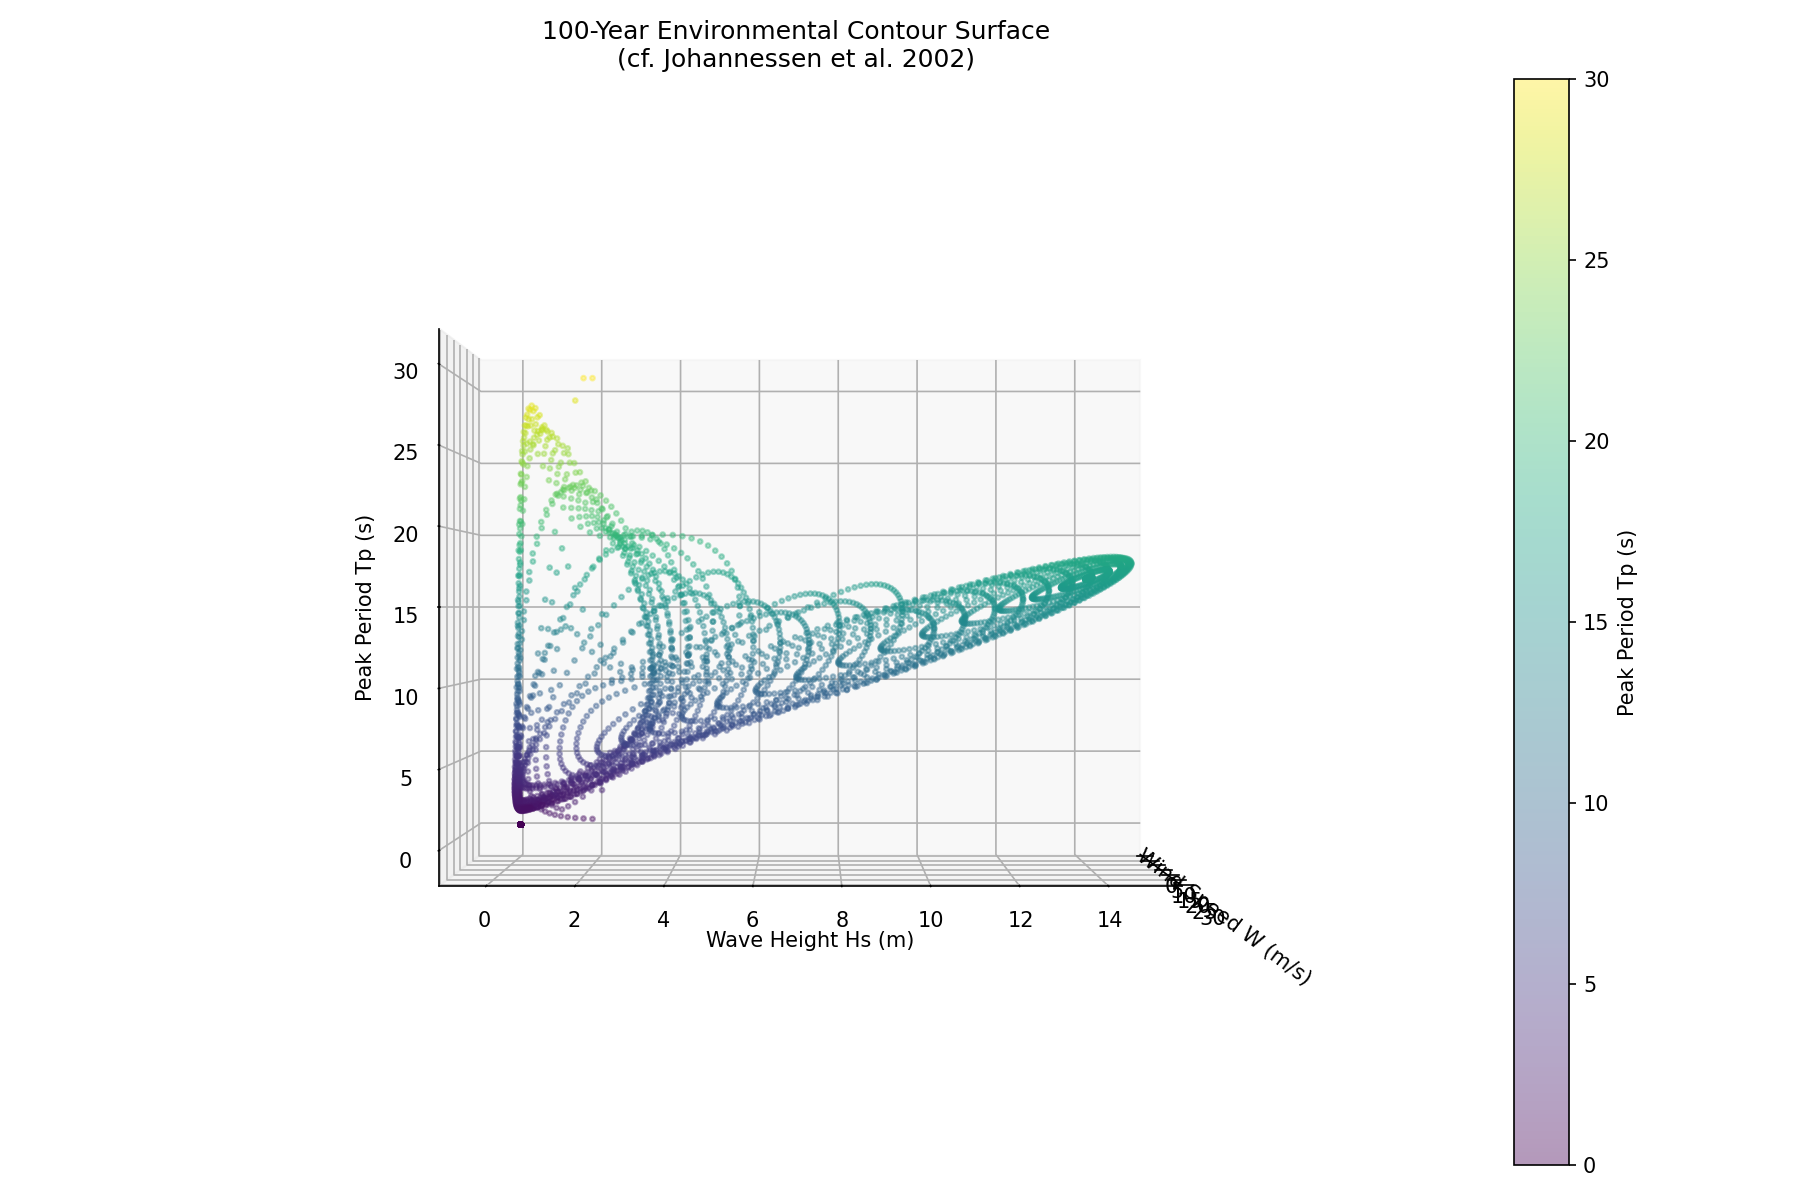 100-Year Environmental Contour Surface
(cf. Johannessen et al. 2002)
30
25
20
15
10
5
0
Peak Period Tp (s)
0 2 4 6 8 10 12 14
Wave Height Hs (m)
Wind Speed W (m/s)
30
25
20
15
10
5
0
Peak Period Tp (s)